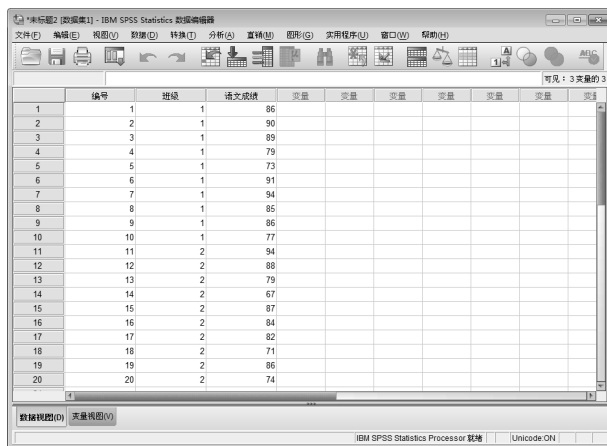 *未标题2 [数据集1] - IBM SPSS Statistics 数据编辑器
文件(F) 编辑(E) 视图(V) 数据(D) 转换(T) 分析(A) 直销(M) 图形(G) 实用程序(U) 窗口(W) 帮助(H)
可见：3变量的 3
编号 班级 语文成绩 变量 变量 变量 变量 变量 变量
1 1 1 86
2 2 1 90
3 3 1 89
4 4 1 79
5 5 1 73
6 6 1 91
7 7 1 94
8 8 1 85
9 9 1 86
10 10 1 77
11 11 2 94
12 12 2 88
13 13 2 79
14 14 2 67
15 15 2 87
16 16 2 84
17 17 2 82
18 18 2 71
19 19 2 86
20 20 2 74
数据视图(D) 变量视图(V)
IBM SPSS Statistics Processor 就绪 Unicode:ON